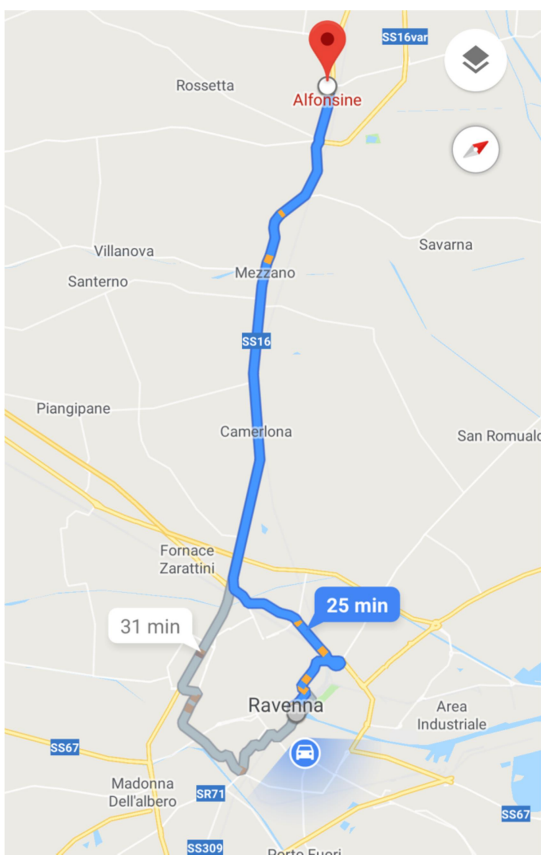 SS16var
Rossetta
Alfonsine
Villanova
Savarna
Mezzano
Santerno
SS16
Piangipane
Camerlona
San Romuald
Fornace
Zarattini
25 min
31 min
Ravenna
Area
Industriale
SS67
Madonna
Dell'albero
SR71
SS67
SS309
Porto Fuori